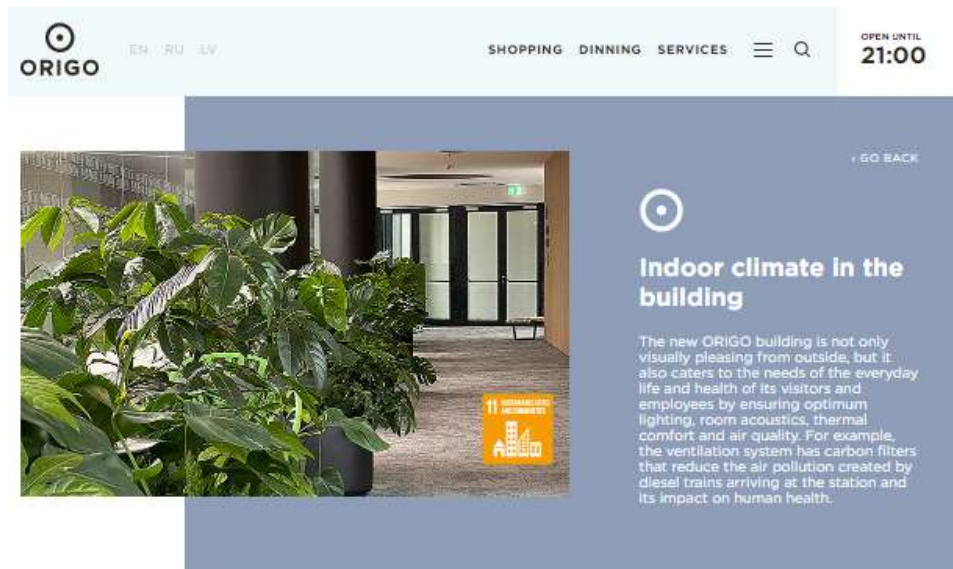 ORIGO
EN RU LV
SHOPPING DINNING SERVICES
OPEN UNTIL
21:00
› GO BACK
Indoor climate in the
building
The new ORIGO building is not only
visually pleasing from outside, but it
also caters to the needs of the everyday
life and health of its visitors and
employees by ensuring optimum
lighting, room acoustics, thermal
comfort and air quality. For example,
the ventilation system has carbon filters
that reduce the air pollution created by
diesel trains arriving at the station and
its impact on human health.
11 SUSTAINABLE CITIES
AND COMMUNITIES